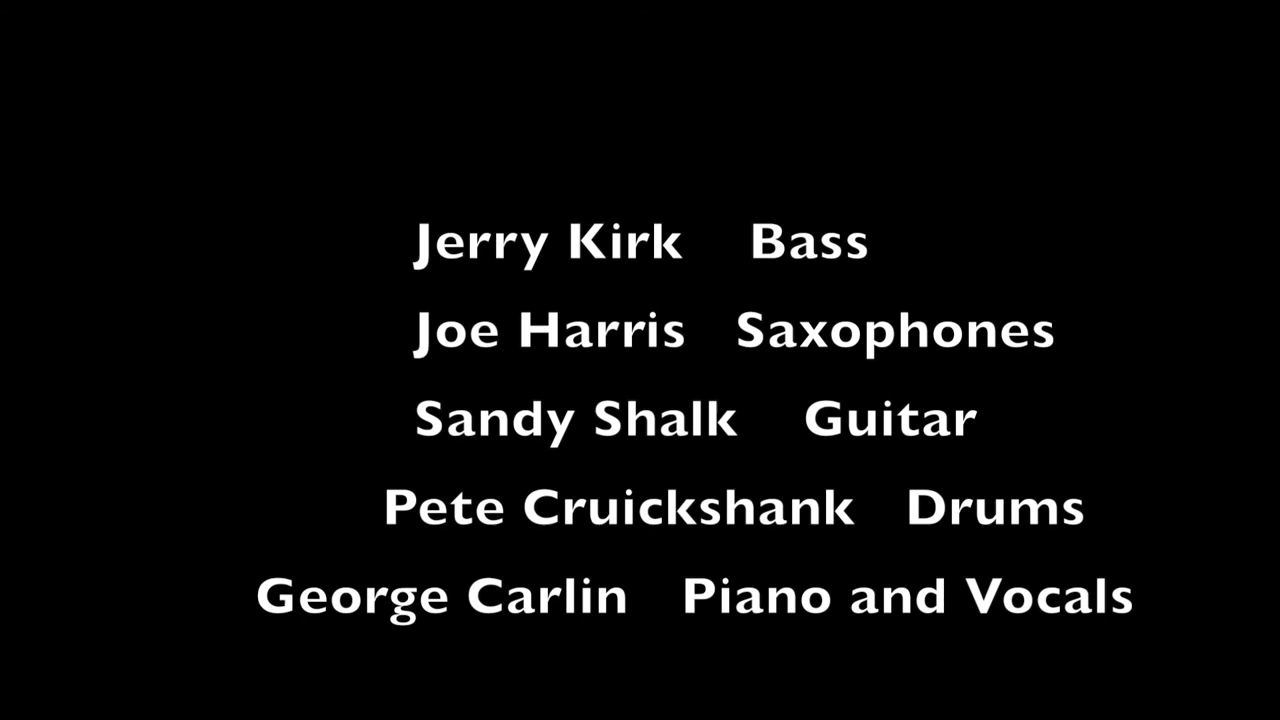 Jerry Kirk Bass
Joe Harris Saxophones
Sandy Shalk Guitar
Pete Cruickshank Drums
George Carlin Piano and Vocals